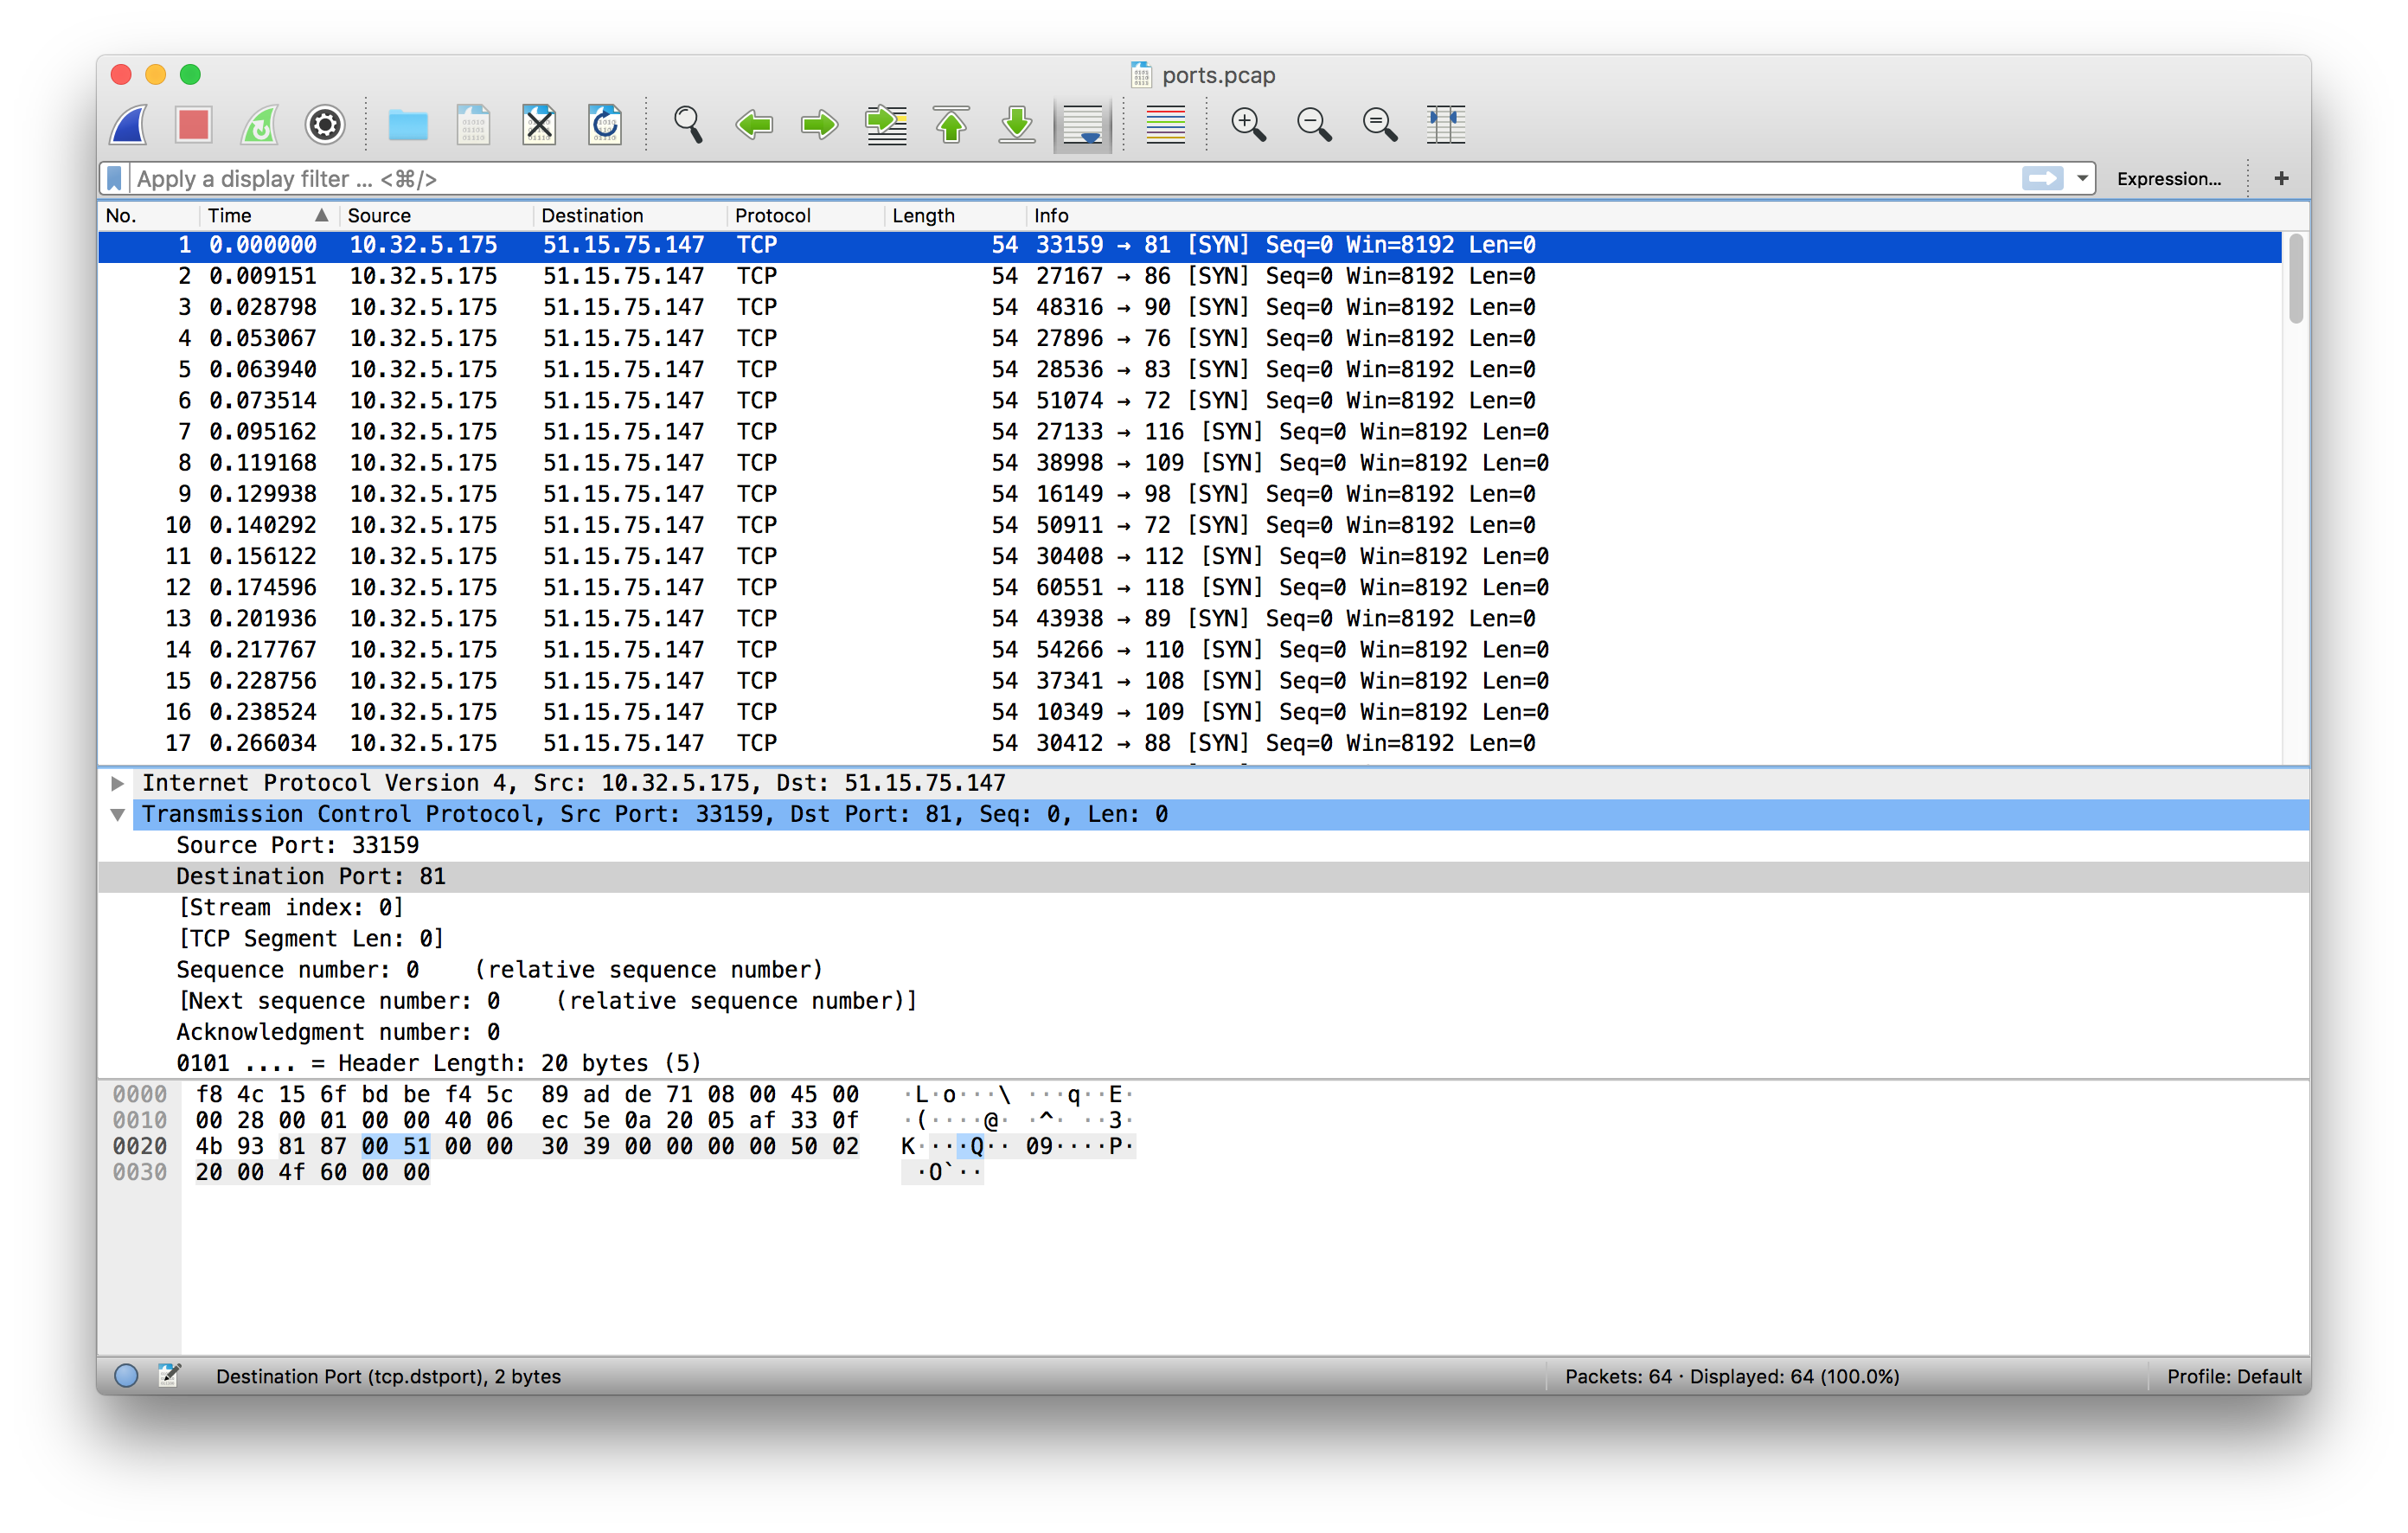 ports.pcap
Apply a display filter ... <⌘/>
Expression...
+
No. Time Source Destination Protocol Length Info
1 0.000000 10.32.5.175 51.15.75.147 TCP 54 33159 → 81 [SYN] Seq=0 Win=8192 Len=0
2 0.009151 10.32.5.175 51.15.75.147 TCP 54 27167 → 86 [SYN] Seq=0 Win=8192 Len=0
3 0.028798 10.32.5.175 51.15.75.147 TCP 54 48316 → 90 [SYN] Seq=0 Win=8192 Len=0
4 0.053067 10.32.5.175 51.15.75.147 TCP 54 27896 → 76 [SYN] Seq=0 Win=8192 Len=0
5 0.063940 10.32.5.175 51.15.75.147 TCP 54 28536 → 83 [SYN] Seq=0 Win=8192 Len=0
6 0.073514 10.32.5.175 51.15.75.147 TCP 54 51074 → 72 [SYN] Seq=0 Win=8192 Len=0
7 0.095162 10.32.5.175 51.15.75.147 TCP 54 27133 → 116 [SYN] Seq=0 Win=8192 Len=0
8 0.119168 10.32.5.175 51.15.75.147 TCP 54 38998 → 109 [SYN] Seq=0 Win=8192 Len=0
9 0.129938 10.32.5.175 51.15.75.147 TCP 54 16149 → 98 [SYN] Seq=0 Win=8192 Len=0
10 0.140292 10.32.5.175 51.15.75.147 TCP 54 50911 → 72 [SYN] Seq=0 Win=8192 Len=0
11 0.156122 10.32.5.175 51.15.75.147 TCP 54 30408 → 112 [SYN] Seq=0 Win=8192 Len=0
12 0.174596 10.32.5.175 51.15.75.147 TCP 54 60551 → 118 [SYN] Seq=0 Win=8192 Len=0
13 0.201936 10.32.5.175 51.15.75.147 TCP 54 43938 → 89 [SYN] Seq=0 Win=8192 Len=0
14 0.217767 10.32.5.175 51.15.75.147 TCP 54 54266 → 110 [SYN] Seq=0 Win=8192 Len=0
15 0.228756 10.32.5.175 51.15.75.147 TCP 54 37341 → 108 [SYN] Seq=0 Win=8192 Len=0
16 0.238524 10.32.5.175 51.15.75.147 TCP 54 10349 → 109 [SYN] Seq=0 Win=8192 Len=0
17 0.266034 10.32.5.175 51.15.75.147 TCP 54 30412 → 88 [SYN] Seq=0 Win=8192 Len=0
Internet Protocol Version 4, Src: 10.32.5.175, Dst: 51.15.75.147
Transmission Control Protocol, Src Port: 33159, Dst Port: 81, Seq: 0, Len: 0
Source Port: 33159
Destination Port: 81
[Stream index: 0]
[TCP Segment Len: 0]
Sequence number: 0 (relative sequence number)
[Next sequence number: 0 (relative sequence number)]
Acknowledgment number: 0
0101 .... = Header Length: 20 bytes (5)
0000 f8 4c 15 6f bd be f4 5c 89 ad de 71 08 00 45 00 ·L·o···\ ···q··E·
0010 00 28 00 01 00 00 40 06 ec 5e 0a 20 05 af 33 0f ·(····@· ·^· ··3·
0020 4b 93 81 87 00 51 00 00 30 39 00 00 00 00 50 02 K····Q·· 09····P·
0030 20 00 4f 60 00 00 ·O`··
Destination Port (tcp.dstport), 2 bytes
Packets: 64 · Displayed: 64 (100.0%)
Profile: Default